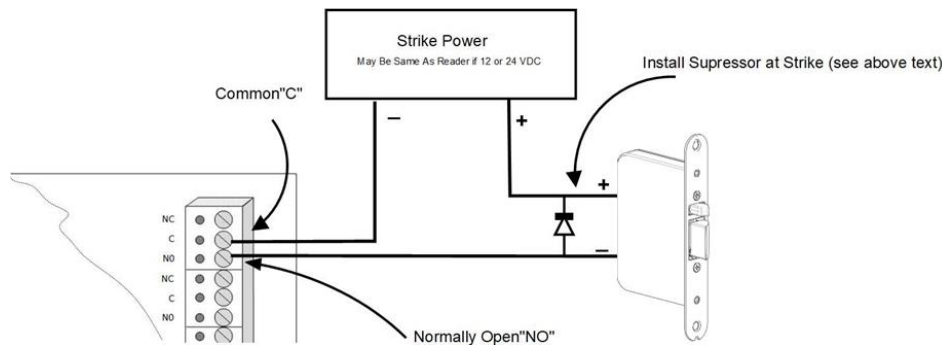 Strike Power
May Be Same As Reader if 12 or 24 VDC
Install Supressor at Strike (see above text)
Common"C"
−
+
+
−
NC
C
NO
NC
C
NO
Normally Open"NO"